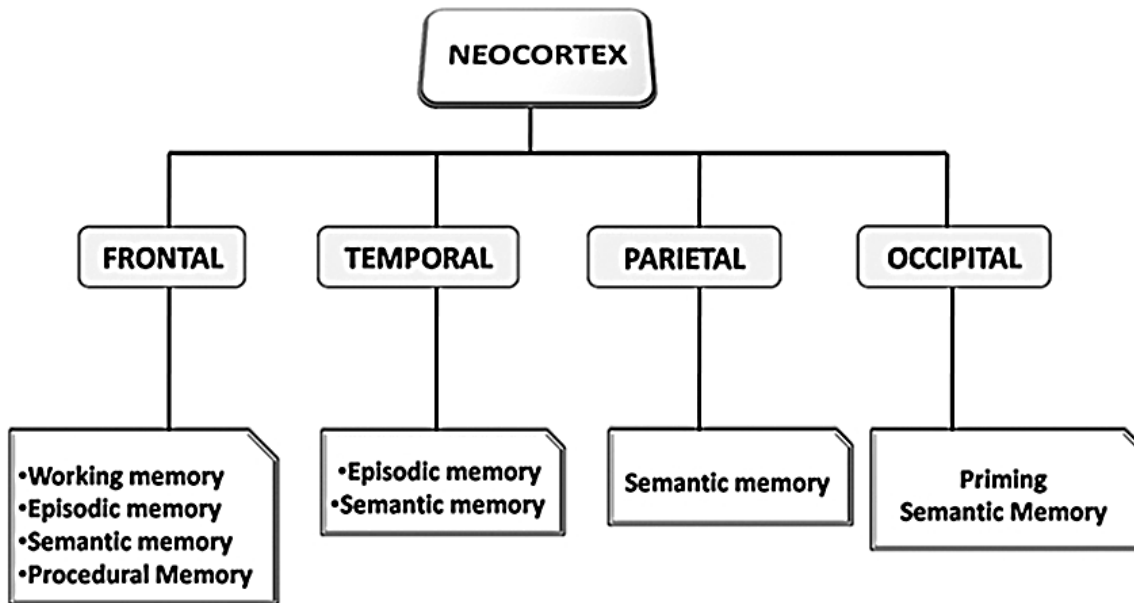 NEOCORTEX
FRONTAL
TEMPORAL
PARIETAL
OCCIPITAL
•Working memory
•Episodic memory
•Semantic memory
•Procedural Memory
•Episodic memory
•Semantic memory
Semantic memory
Priming
Semantic Memory